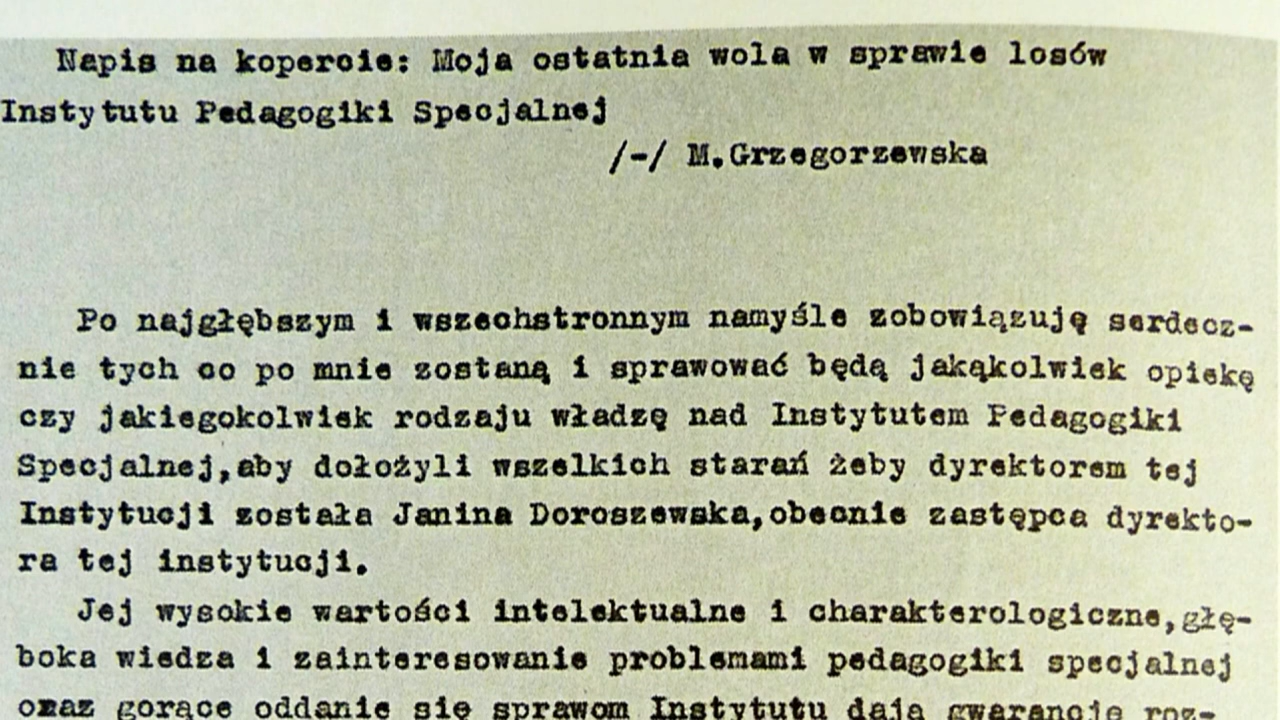 Napis na kopercie: Moja ostatnia wola w sprawie losów
Instytutu Pedagogiki Specjalnej
/-/ M.Grzegorzewska
Po najgłębszym i wszechstronnym namyśle zobowiązuję serdecz-
nie tych co po mnie zostaną i sprawować będą jakąkolwiek opiekę
czy jakiegokolwiek rodzaju władzę nad Instytutem Pedagogiki
Specjalnej,aby dołożyli wszelkich starań żeby dyrektorem tej
Instytucji została Janina Doroszewska,obecnie zastępca dyrekto-
ra tej instytucji.
Jej wysokie wartości intelektualne i charakterologiczne,głę-
boka wiedza i zainteresowanie problemami pedagogiki specjalnej
oraz gorące oddanie się sprawom Instytutu dają gwarancję roz-